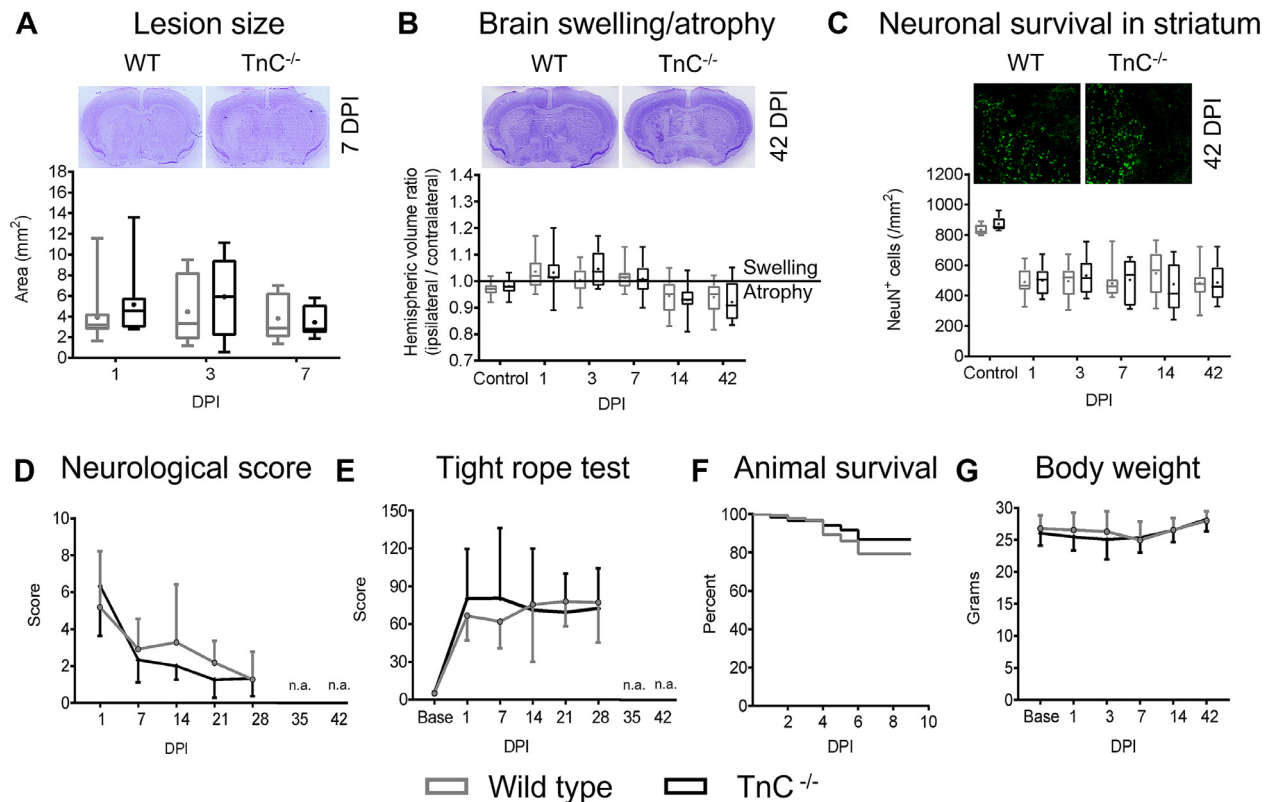 A Lesion size
WT TnC-/-
7 DPI
Area (mm2)
18
16
14
12
10
8
6
4
2
0
1 3 7
DPI
B Brain swelling/atrophy
WT TnC-/-
42 DPI
Hemispheric volume ratio
(ipsilateral / contralateral)
1.4
1.3
1.2
1.1
1.0
0.9
0.8
0.7
Swelling
Atrophy
Control 1 3 7 14 42
DPI
C Neuronal survival in striatum
WT TnC-/-
42 DPI
NeuN+ cells (/mm2)
1200
1000
800
600
400
200
0
Control 1 3 7 14 42
DPI
D Neurological score
Score
10
8
6
4
2
0
n.a. n.a.
1 7 14 21 28 35 42
DPI
E Tight rope test
Score
150
120
90
60
30
0
n.a. n.a.
Base 1 7 14 21 28 35 42
DPI
F Animal survival
Percent
100
80
60
40
20
0
2 4 6 8 10
DPI
G Body weight
Grams
30
25
20
15
10
5
0
Base 1 3 7 14 42
DPI
Wild type TnC -/-